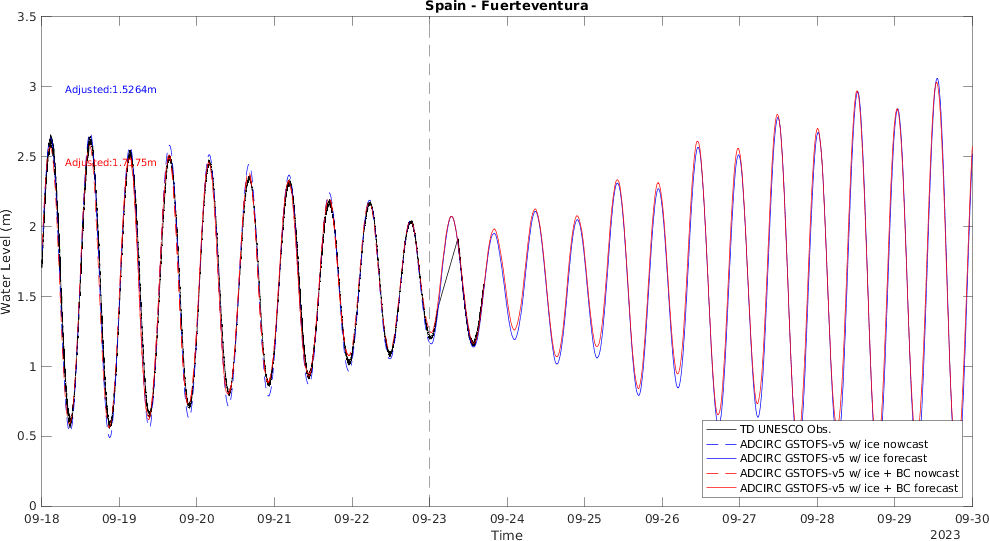 Spain - Fuerteventura
3.5
3
2.5
2
1.5
1
0.5
0
Water Level (m)
Adjusted:1.5264m
TD UNESCO Obs.
ADCIRC GSTOFS-v5 w/ ice nowcast
ADCIRC GSTOFS-v5 w/ ice forecast
ADCIRC GSTOFS-v5 w/ ice + BC nowcast
ADCIRC GSTOFS-v5 w/ ice + BC forecast
09-18 09-19 09-20 09-21 09-22 09-23 09-24 09-25 09-26 09-27 09-28 09-29 09-30
Time
2023